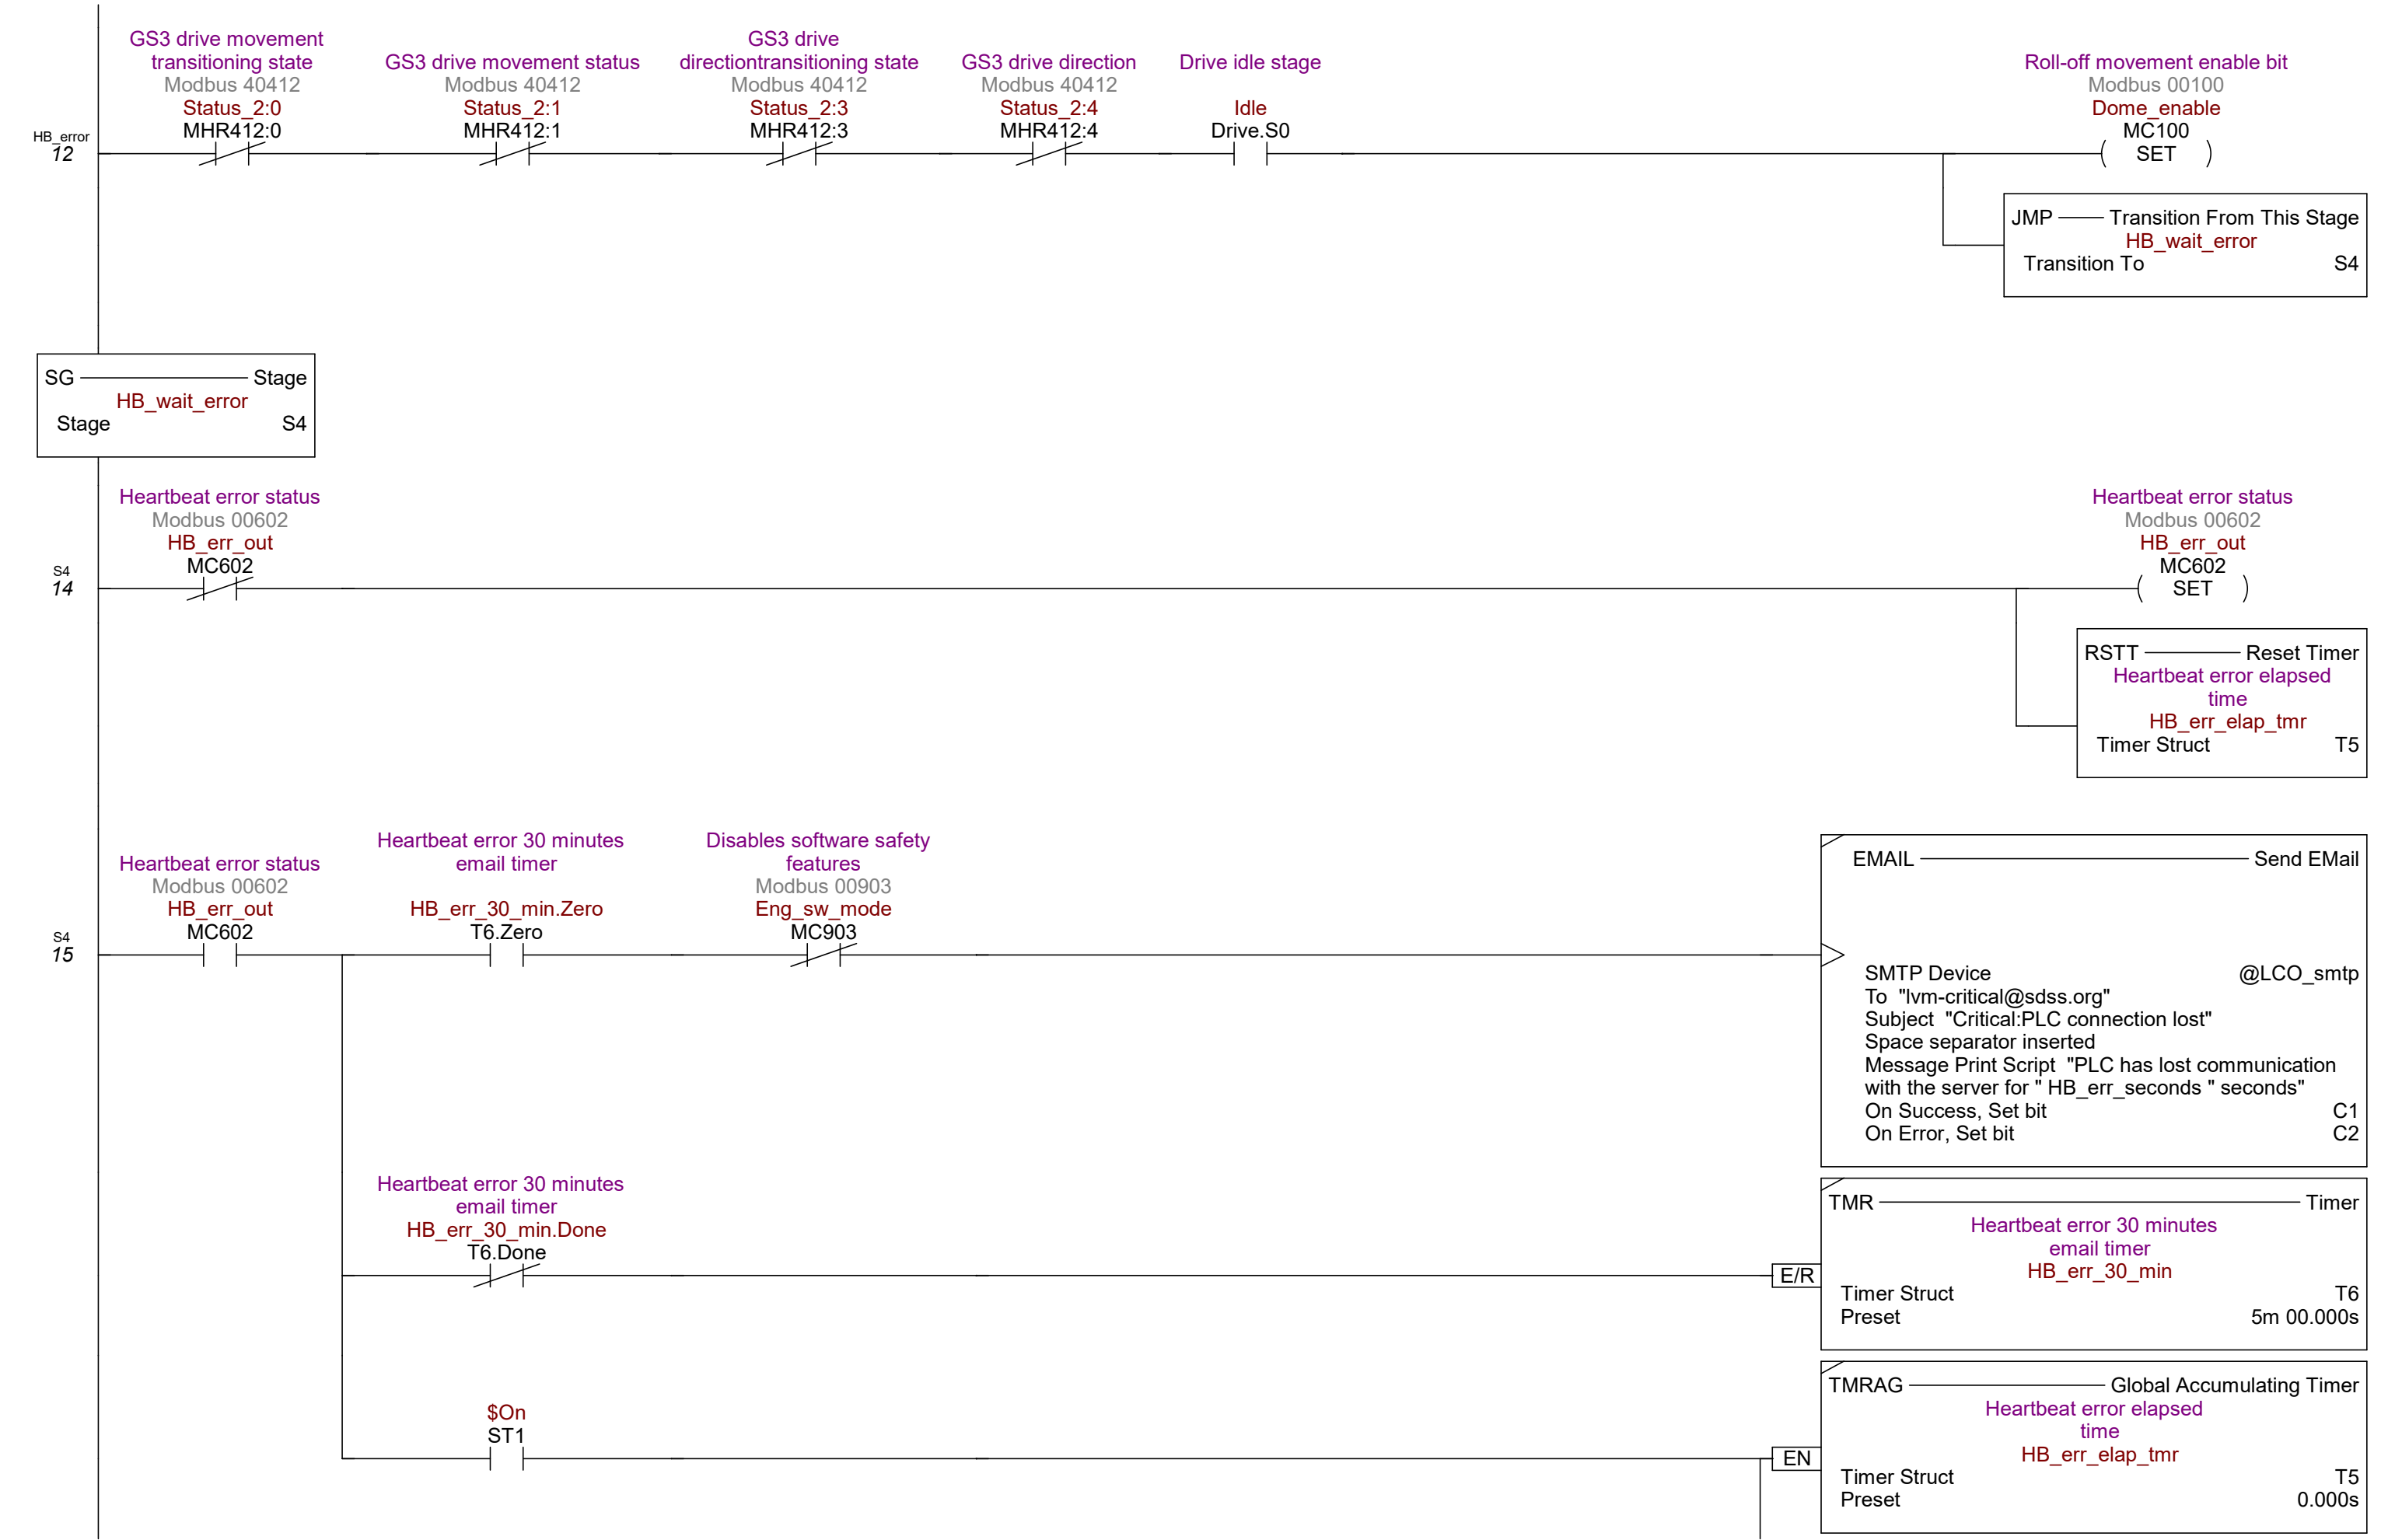 GS3 drive movement
transitioning state
Modbus 40412
Status_2:0
MHR412:0
GS3 drive movement status
Modbus 40412
Status_2:1
MHR412:1
GS3 drive
directiontransitioning state
Modbus 40412
Status_2:3
MHR412:3
GS3 drive direction
Modbus 40412
Status_2:4
MHR412:4
Drive idle stage
Idle
Drive.S0
Roll-off movement enable bit
Modbus 00100
Dome_enable
MC100
SET
HB_error
12
JMP Transition From This Stage
HB_wait_error
Transition To S4
SG Stage
HB_wait_error
Stage S4
Heartbeat error status
Modbus 00602
HB_err_out
MC602
S4
14
Heartbeat error status
Modbus 00602
HB_err_out
MC602
SET
RSTT Reset Timer
Heartbeat error elapsed
time
HB_err_elap_tmr
Timer Struct T5
Heartbeat error status
Modbus 00602
HB_err_out
MC602
S4
15
Heartbeat error 30 minutes
email timer
HB_err_30_min.Zero
T6.Zero
Disables software safety
features
Modbus 00903
Eng_sw_mode
MC903
EMAIL Send EMail
SMTP Device @LCO_smtp
To "lvm-critical@sdss.org"
Subject "Critical:PLC connection lost"
Space separator inserted
Message Print Script "PLC has lost communication
with the server for " HB_err_seconds " seconds"
On Success, Set bit C1
On Error, Set bit C2
Heartbeat error 30 minutes
email timer
HB_err_30_min.Done
T6.Done
E/R
TMR Timer
Heartbeat error 30 minutes
email timer
HB_err_30_min
Timer Struct T6
Preset 5m 00.000s
$On
ST1
EN
TMRAG Global Accumulating Timer
Heartbeat error elapsed
time
HB_err_elap_tmr
Timer Struct T5
Preset 0.000s